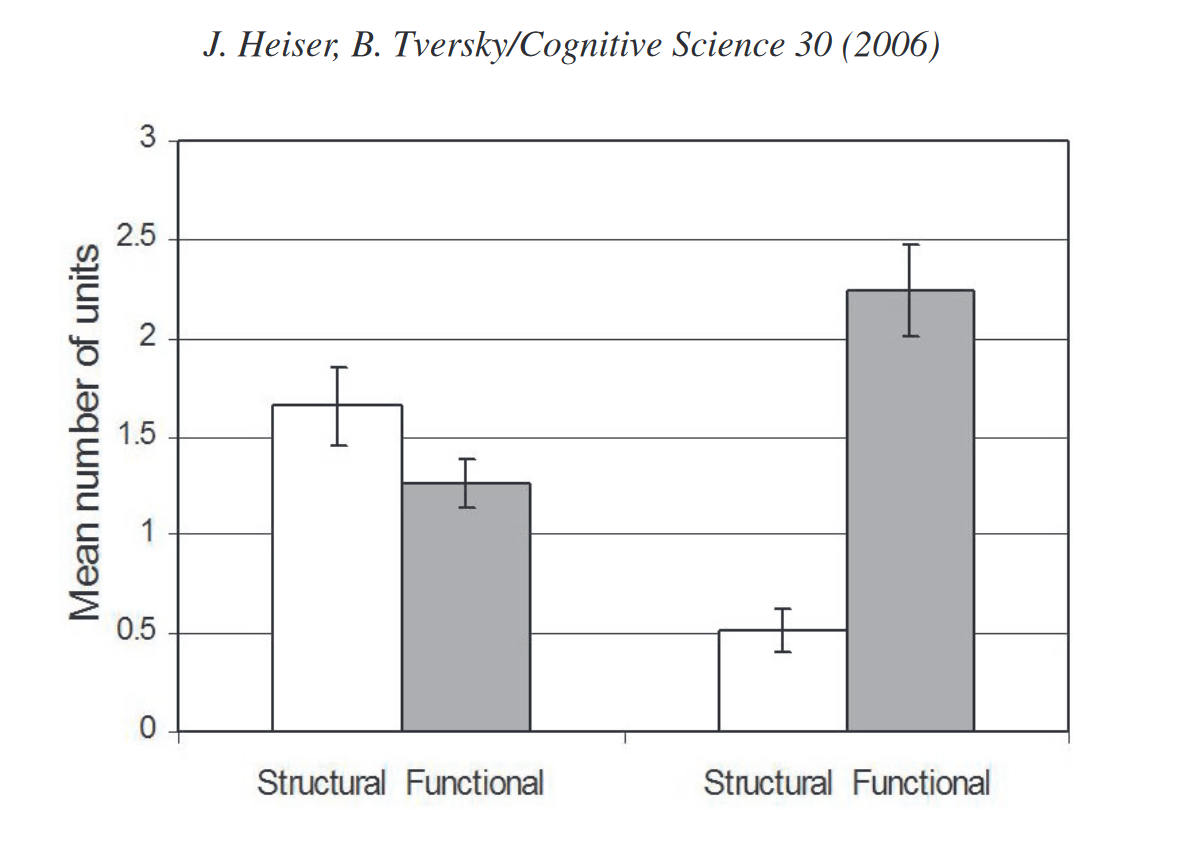 J. Heiser, B. Tversky/Cognitive Science 30 (2006)
3
2.5
2
1.5
1
0.5
0
Mean number of units
Structural Functional Structural Functional